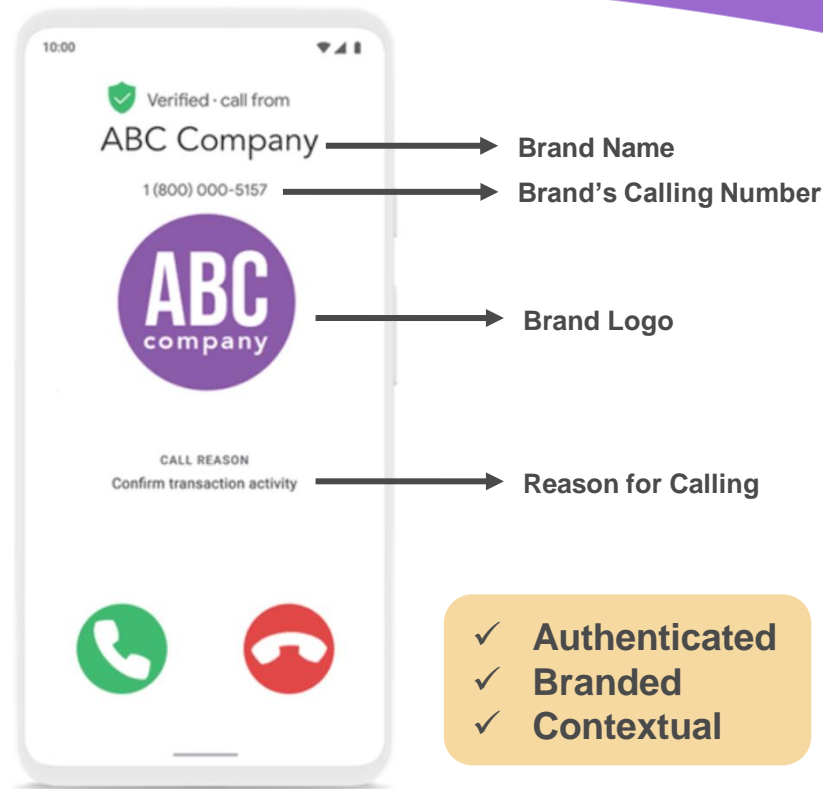 10:00
Verified · call from
ABC Company
Brand Name
1 (800) 000-5157
Brand's Calling Number
ABC
company
Brand Logo
CALL REASON
Confirm transaction activity
Reason for Calling
✓ Authenticated
✓ Branded
✓ Contextual